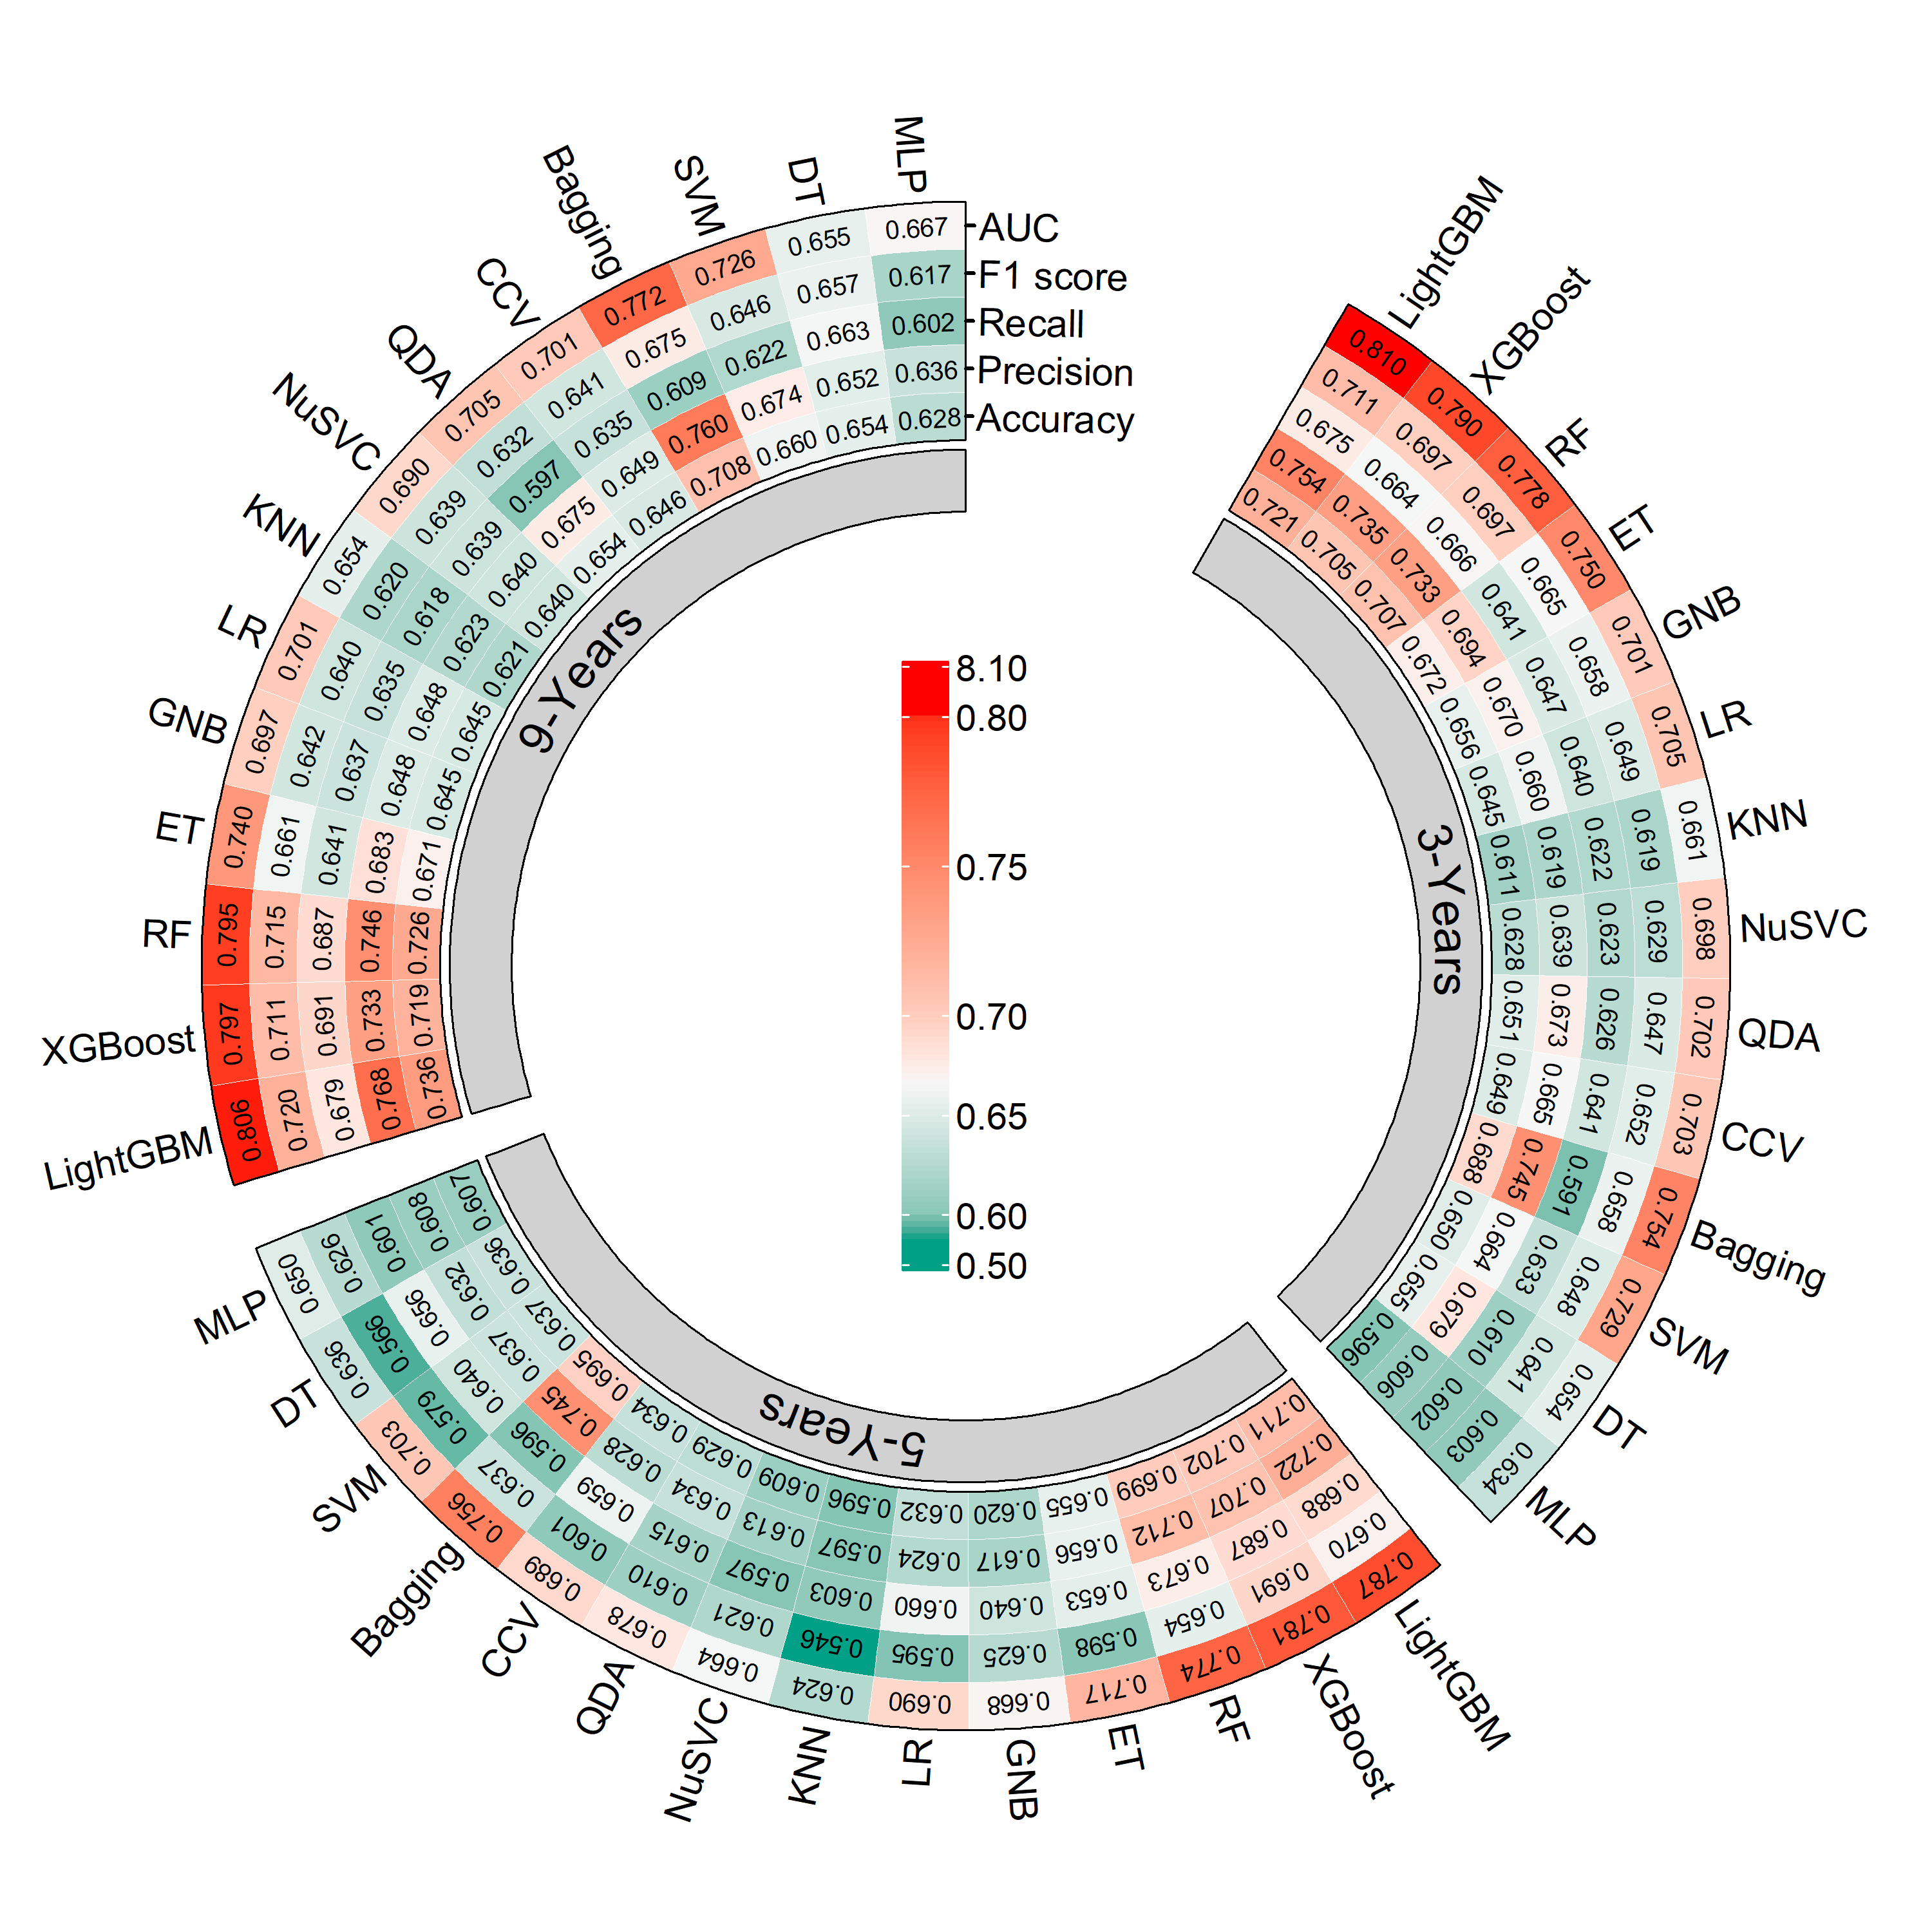 AUC
F1 score
Recall
Precision
Accuracy
3-Years
LightGBM 0.810 0.711 0.675 0.754 0.721
XGBoost 0.790 0.697 0.664 0.735 0.705
RF 0.778 0.697 0.666 0.733 0.707
ET 0.750 0.665 0.641 0.694 0.672
GNB 0.701 0.658 0.647 0.670 0.656
LR 0.705 0.649 0.640 0.660 0.645
KNN 0.661 0.619 0.622 0.619 0.611
NuSVC 0.698 0.629 0.623 0.639 0.628
QDA 0.702 0.647 0.626 0.673 0.651
CCV 0.703 0.652 0.641 0.665 0.649
Bagging 0.754 0.658 0.591 0.745 0.688
SVM 0.729 0.648 0.633 0.664 0.650
DT 0.654 0.641 0.610 0.679 0.655
MLP 0.634 0.603 0.602 0.606 0.596
5-Years
LightGBM 0.787 0.670 0.688 0.722 0.711
XGBoost 0.781 0.691 0.687 0.707 0.702
RF 0.774 0.654 0.673 0.712 0.699
ET 0.717 0.598 0.653 0.656 0.655
GNB 0.668 0.625 0.640 0.617 0.620
LR 0.690 0.595 0.660 0.624 0.632
KNN 0.624 0.546 0.603 0.597 0.596
NuSVC 0.664 0.621 0.597 0.613 0.609
QDA 0.678 0.610 0.615 0.634 0.629
CCV 0.689 0.601 0.659 0.628 0.634
Bagging 0.756 0.637 0.596 0.745 0.695
SVM 0.703 0.579 0.640 0.637 0.637
DT 0.636 0.566 0.656 0.632 0.636
MLP 0.650 0.626 0.601 0.608 0.607
9-Years
LightGBM 0.806 0.720 0.679 0.768 0.736
XGBoost 0.797 0.711 0.691 0.733 0.719
RF 0.795 0.715 0.687 0.746 0.726
ET 0.740 0.661 0.641 0.683 0.671
GNB 0.697 0.642 0.637 0.648 0.645
LR 0.701 0.640 0.635 0.648 0.645
KNN 0.654 0.620 0.618 0.623 0.621
NuSVC 0.690 0.639 0.639 0.640 0.640
QDA 0.705 0.632 0.597 0.675 0.654
CCV 0.701 0.641 0.635 0.649 0.646
Bagging 0.772 0.675 0.609 0.760 0.708
SVM 0.726 0.646 0.622 0.674 0.660
DT 0.655 0.657 0.663 0.652 0.654
MLP 0.667 0.617 0.602 0.636 0.628
8.10
0.80
0.75
0.70
0.65
0.60
0.50